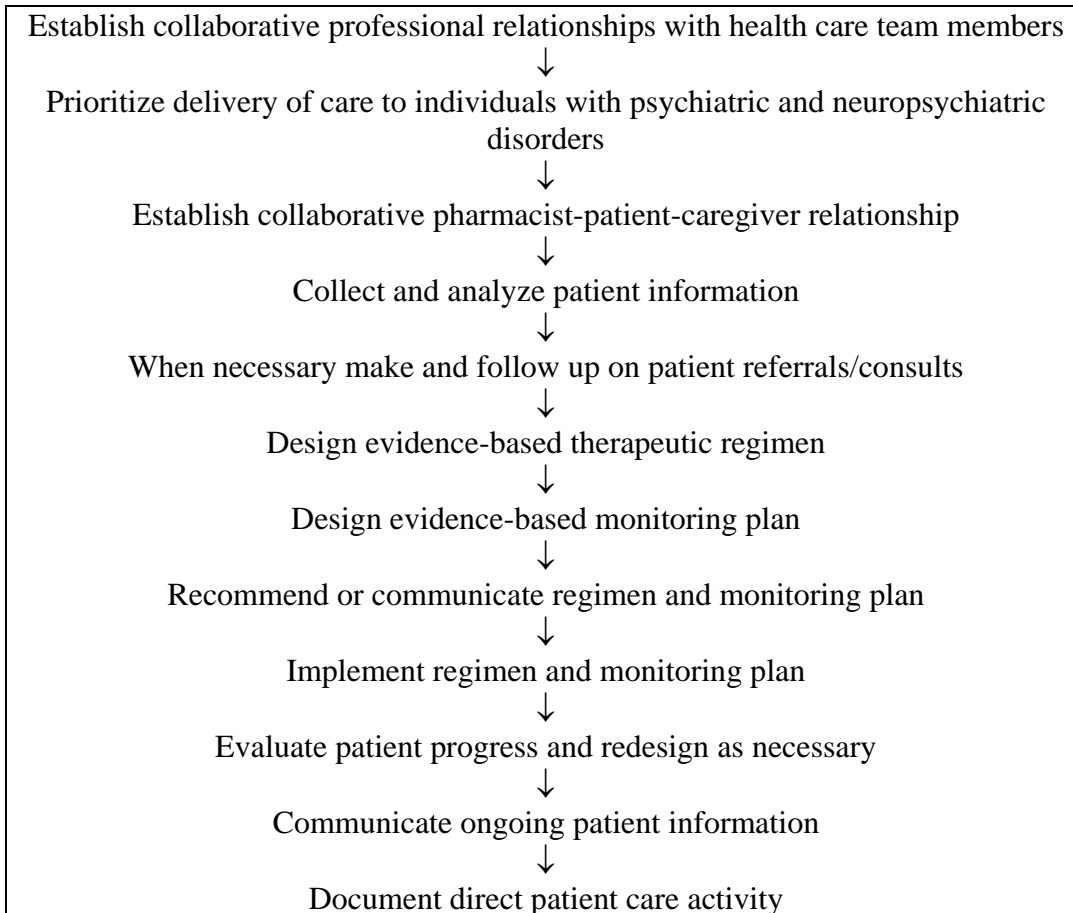 Establish collaborative professional relationships with health care team members
↓
Prioritize delivery of care to individuals with psychiatric and neuropsychiatric
disorders
↓
Establish collaborative pharmacist-patient-caregiver relationship
↓
Collect and analyze patient information
↓
When necessary make and follow up on patient referrals/consults
↓
Design evidence-based therapeutic regimen
↓
Design evidence-based monitoring plan
↓
Recommend or communicate regimen and monitoring plan
↓
Implement regimen and monitoring plan
↓
Evaluate patient progress and redesign as necessary
↓
Communicate ongoing patient information
↓
Document direct patient care activity